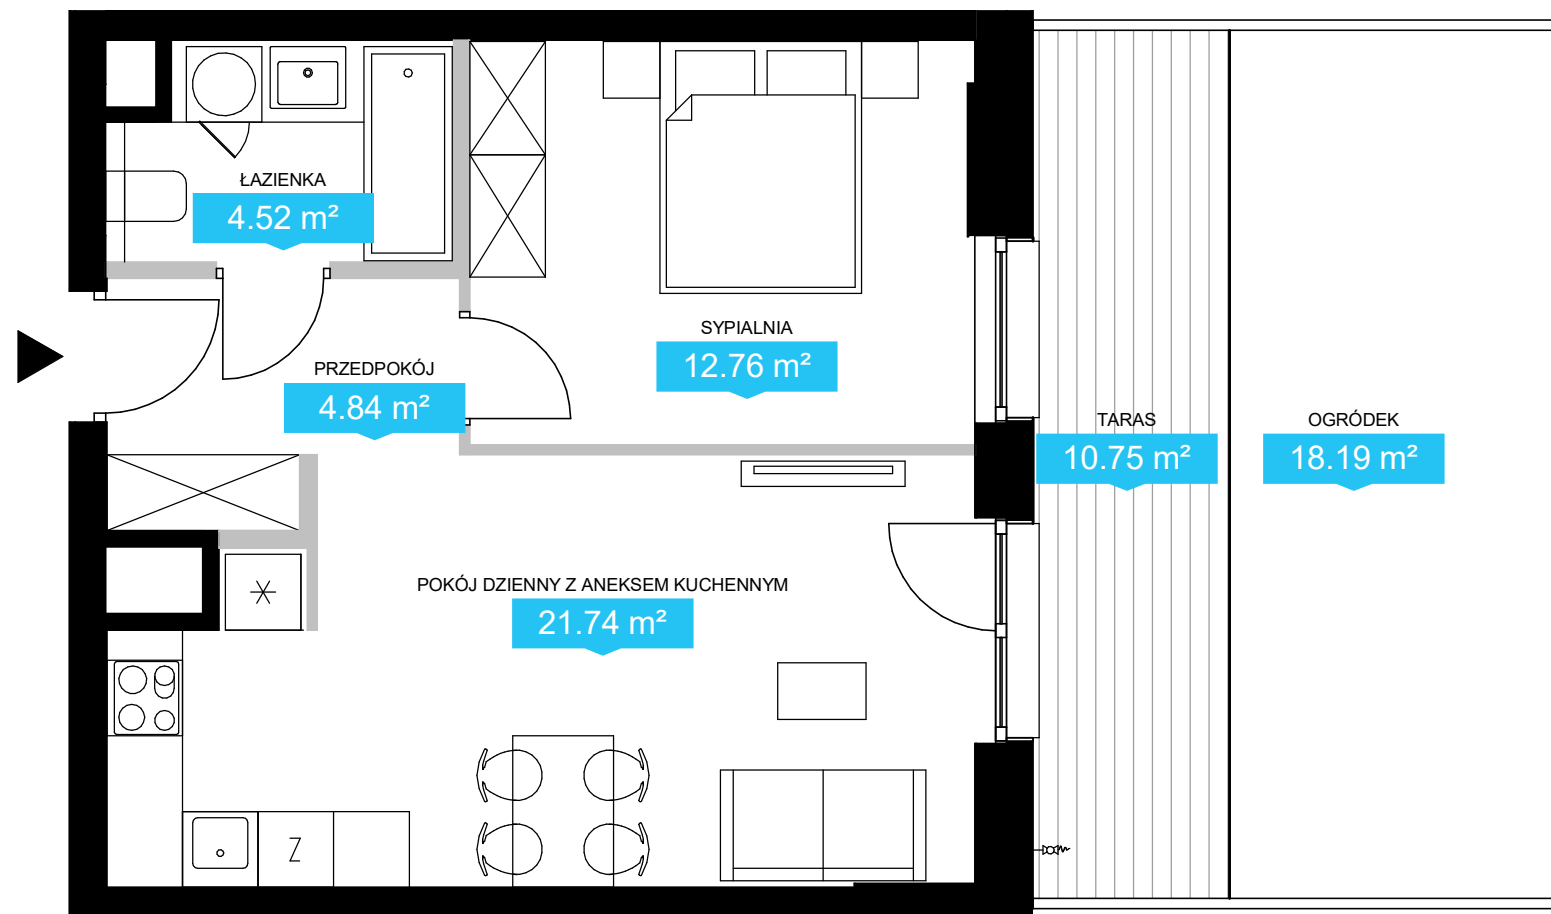 ŁAZIENKA
4.52 m²
SYPIALNIA
12.76 m²
PRZEDPOKÓJ
4.84 m²
TARAS
10.75 m²
OGRÓDEK
18.19 m²
POKÓJ DZIENNY Z ANEKSEM KUCHENNYM
21.74 m²
Z